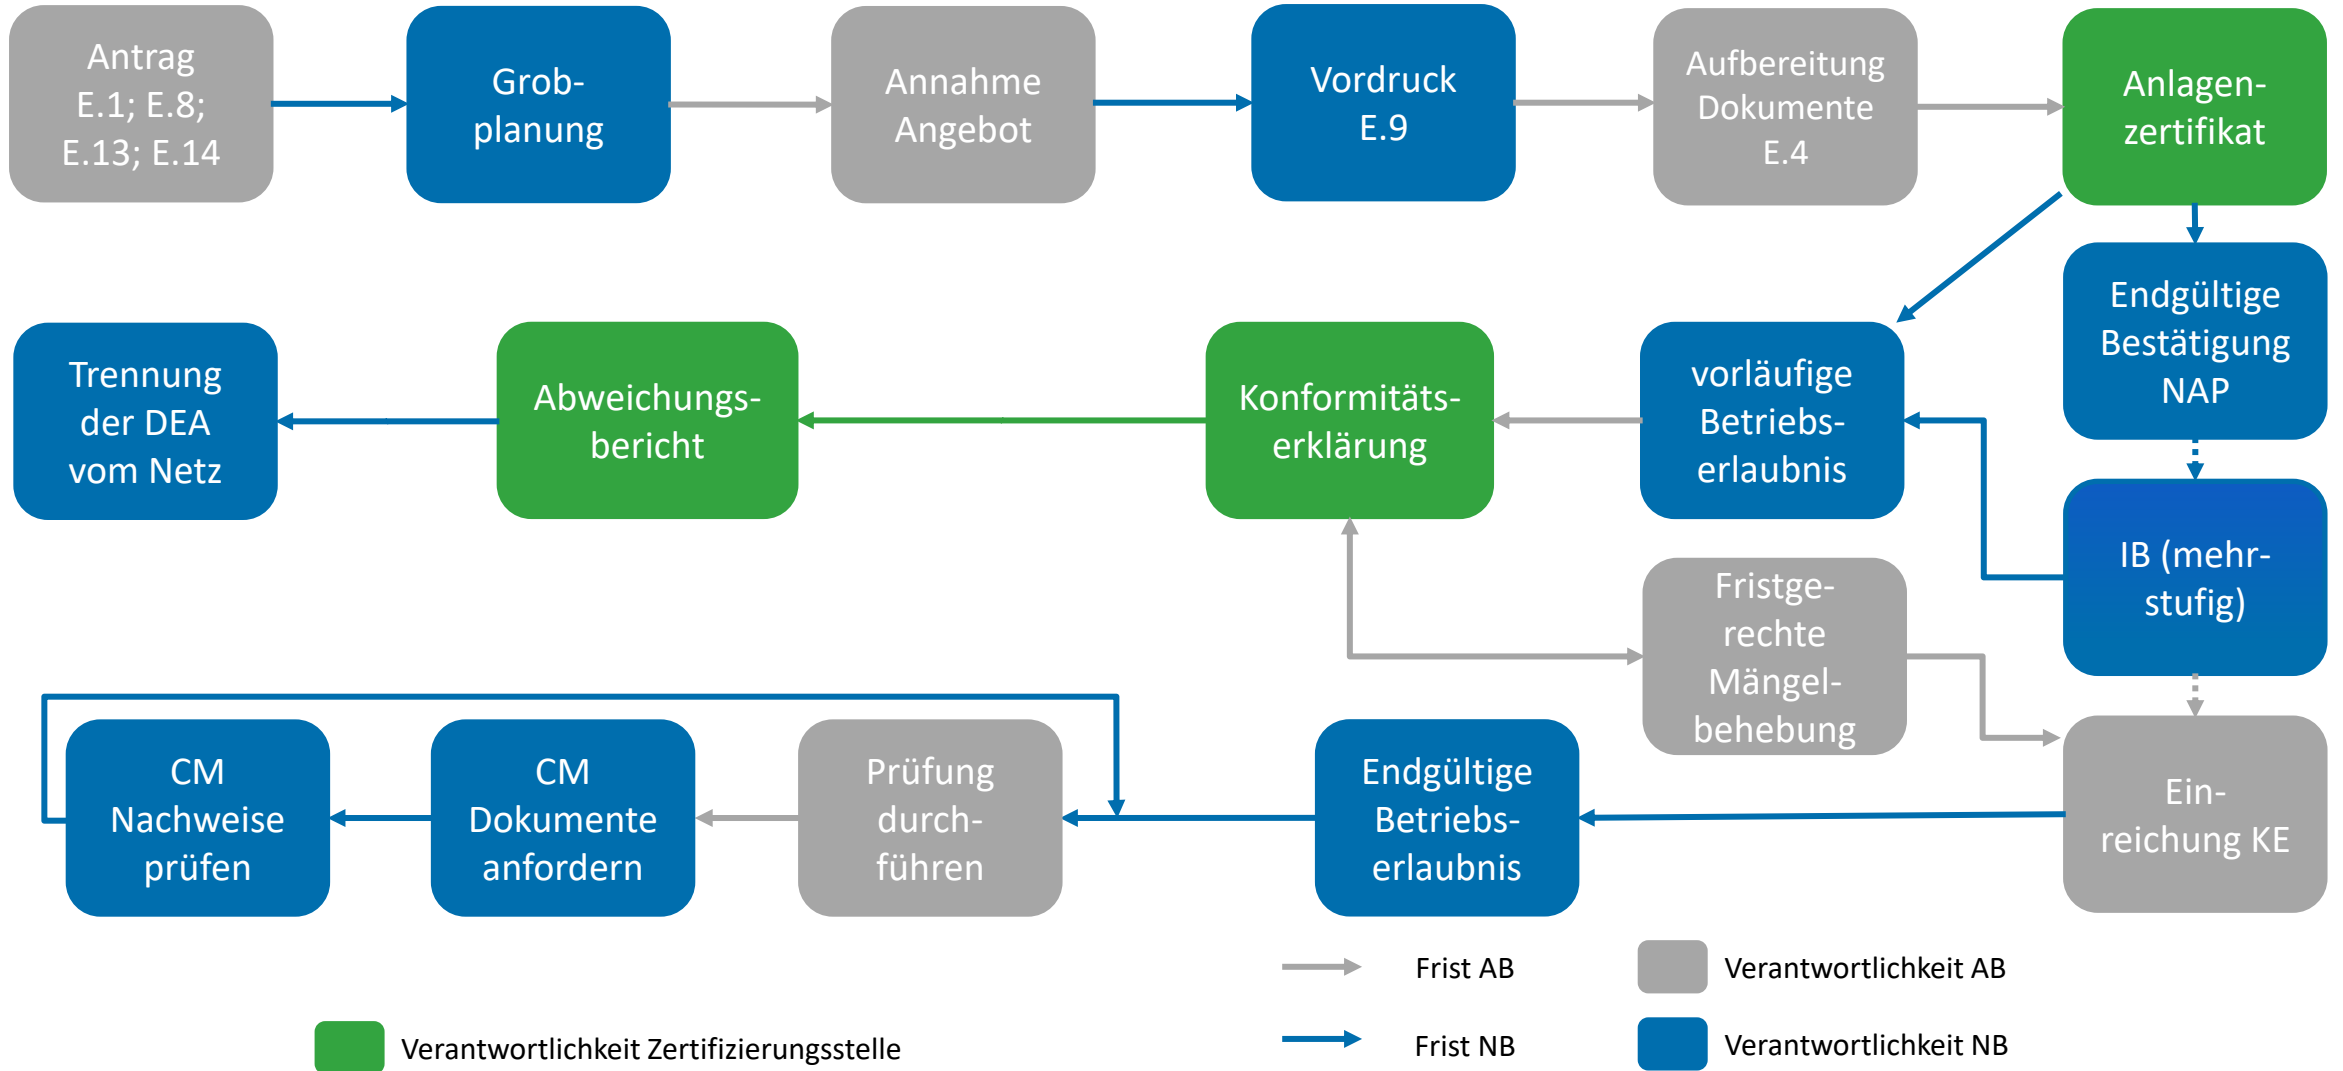 Antrag
E.1; E.8;
E.13; E.14
Grob-
planung
Annahme
Angebot
Vordruck
E.9
Aufbereitung
Dokumente
E.4
Anlagen-
zertifikat
Endgültige
Bestätigung
NAP
Trennung
der DEA
vom Netz
Abweichungs-
bericht
Konformitäts-
erklärung
vorläufige
Betriebs-
erlaubnis
IB (mehr-
stufig)
Fristge-
rechte
Mängel-
behebung
CM
Nachweise
prüfen
CM
Dokumente
anfordern
Prüfung
durch-
führen
Endgültige
Betriebs-
erlaubnis
Ein-
reichung KE
Frist AB
Verantwortlichkeit AB
Verantwortlichkeit Zertifizierungsstelle
Frist NB
Verantwortlichkeit NB